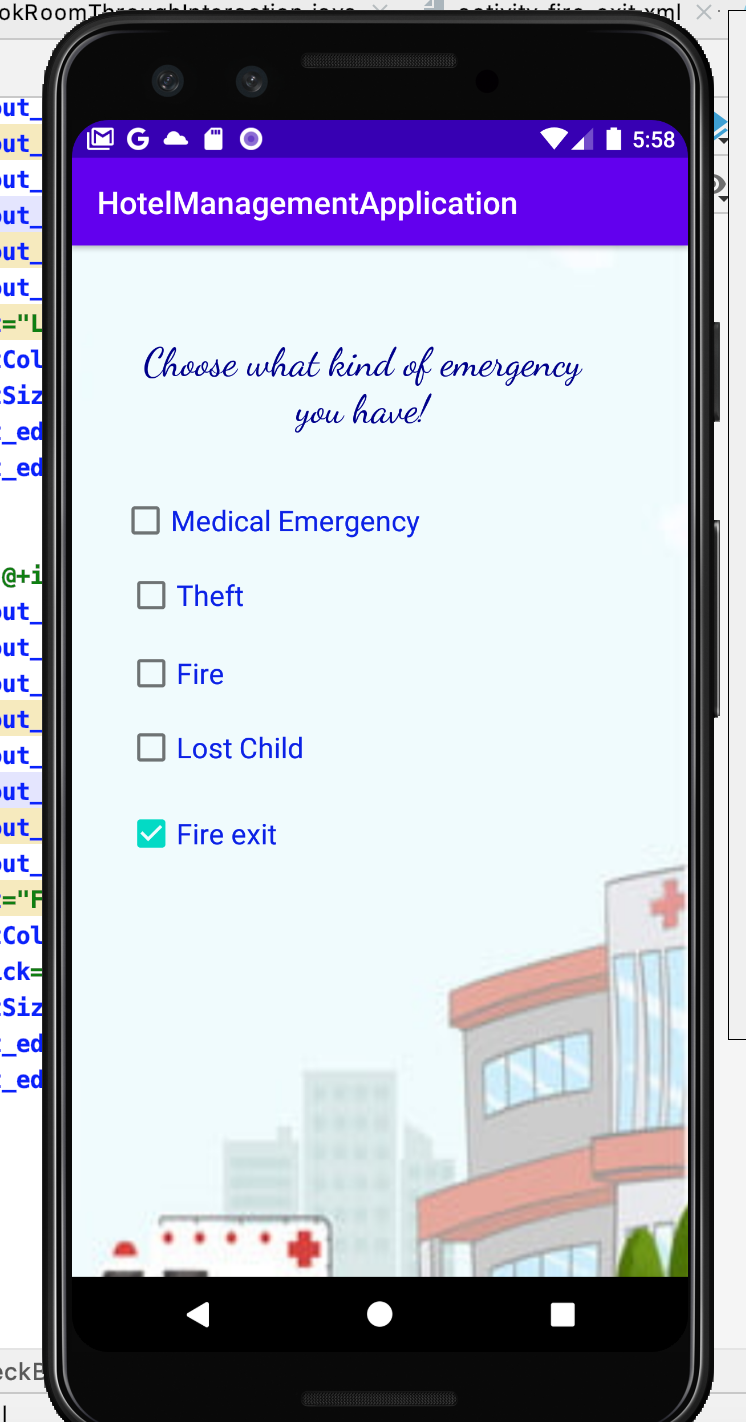 activity_fire_exit.xml
5:58
HotelManagementApplication
Choose what kind of emergency
you have!
Medical Emergency
Theft
Fire
Lost Child
Fire exit
out_
out_
out_
out_
out_
out_
="L
Col
Siz
_ed
_ed
@+i
out_
out_
out_
out_
out_
out_
out_
out_
="F
Col
ck=
Siz
_ed
_ed
eckB